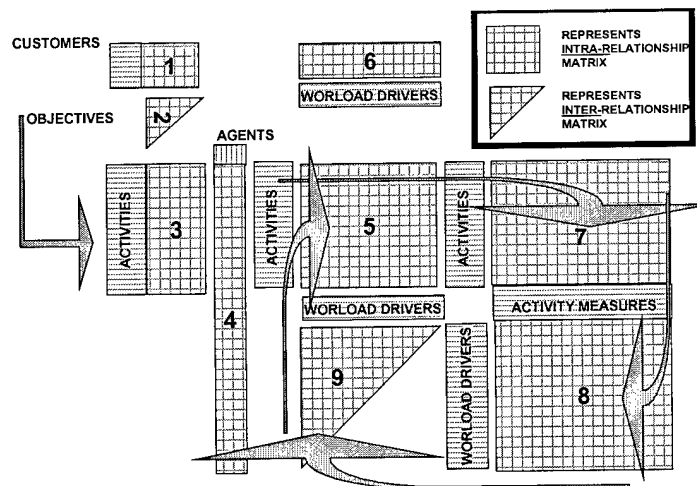 CUSTOMERS
1
6
WORLOAD DRIVERS
REPRESENTS
INTRA-RELATIONSHIP
MATRIX
REPRESENTS
INTER-RELATIONSHIP
MATRIX
OBJECTIVES
2
AGENTS
ACTIVITIES
3
4
ACTIVITIES
5
ACTIVITIES
7
WORLOAD DRIVERS
ACTIVITY MEASURES
9
WORLOAD DRIVERS
8